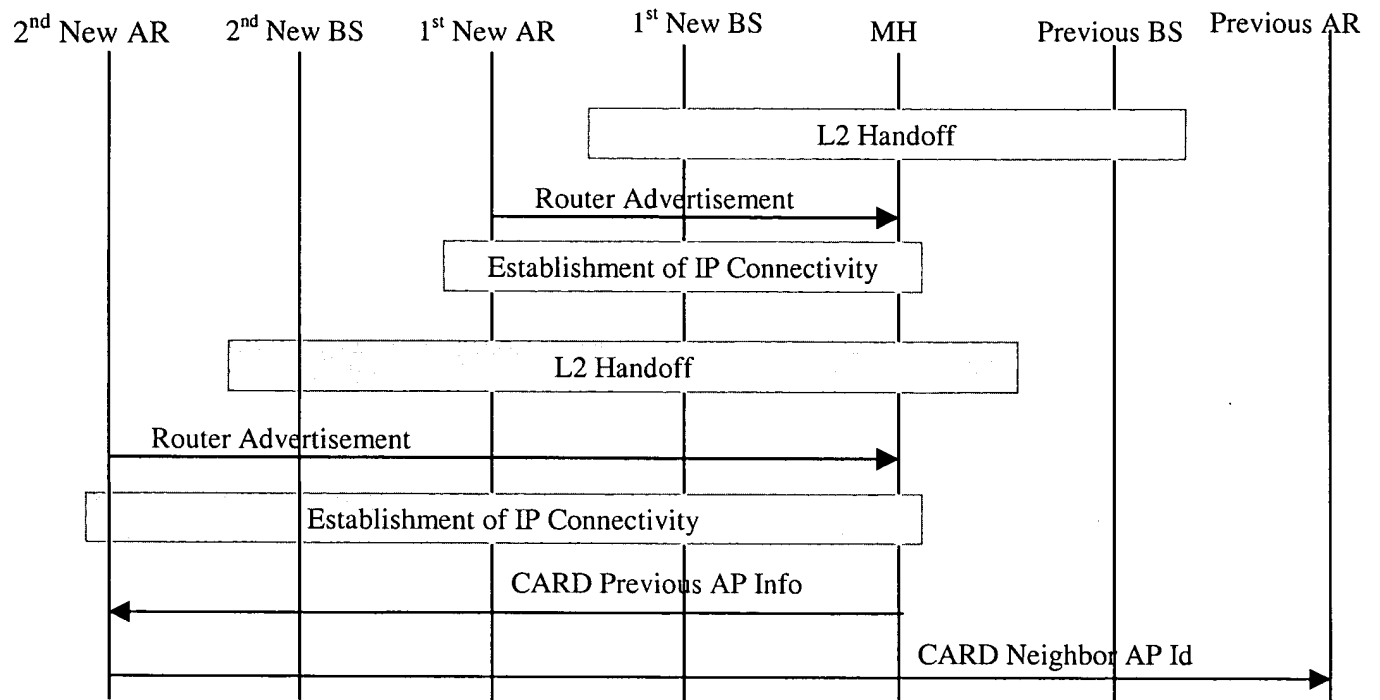 2nd New AR 2nd New BS 1st New AR 1st New BS MH Previous BS Previous AR
L2 Handoff
Router Advertisement
Establishment of IP Connectivity
L2 Handoff
Router Advertisement
Establishment of IP Connectivity
CARD Previous AP Info
CARD Neighbor AP Id